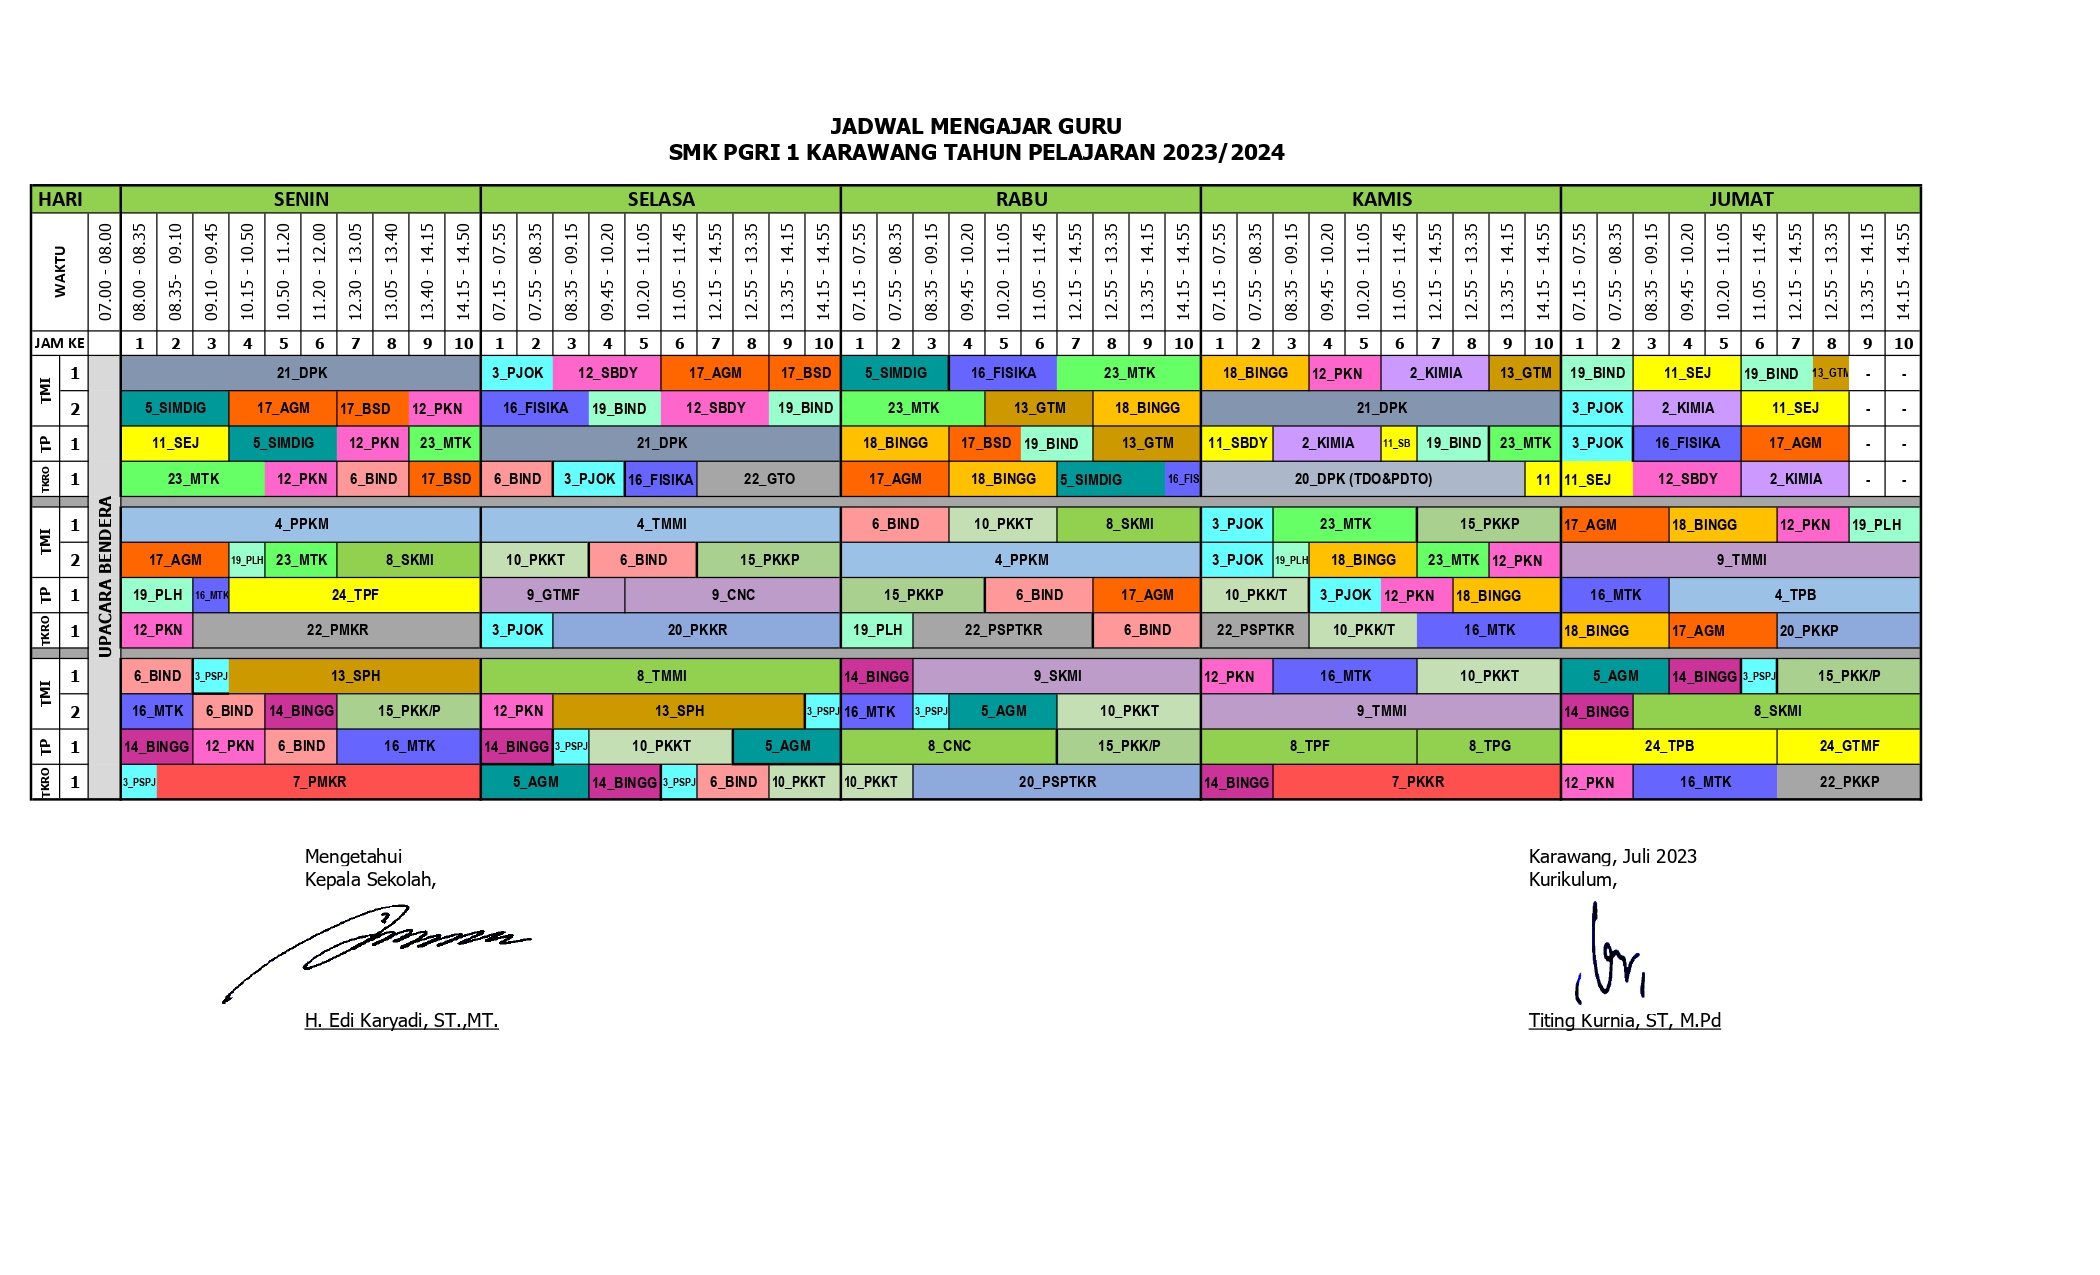 JADWAL MENGAJAR GURU
SMK PGRI 1 KARAWANG TAHUN PELAJARAN 2023/2024
HARI SENIN SELASA RABU KAMIS JUMAT
WAKTU 07.00 - 08.00 08.00 - 08.35 08.35- 09.10 09.10 - 09.45 10.15 - 10.50 10.50 - 11.20 11.20 - 12.00 12.30 - 13.05 13.05 - 13.40 13.40 - 14.15 14.15 - 14.50 07.15 - 07.55 07.55 - 08.35 08.35 - 09.15 09.45 - 10.20 10.20 - 11.05 11.05 - 11.45 12.15 - 14.55 12.55 - 13.35 13.35 - 14.15 14.15 - 14.55 07.15 - 07.55 07.55 - 08.35 08.35 - 09.15 09.45 - 10.20 10.20 - 11.05 11.05 - 11.45 12.15 - 14.55 12.55 - 13.35 13.35 - 14.15 14.15 - 14.55 07.15 - 07.55 07.55 - 08.35 08.35 - 09.15 09.45 - 10.20 10.20 - 11.05 11.05 - 11.45 12.15 - 14.55 12.55 - 13.35 13.35 - 14.15 14.15 - 14.55 07.15 - 07.55 07.55 - 08.35 08.35 - 09.15 09.45 - 10.20 10.20 - 11.05 11.05 - 11.45 12.15 - 14.55 12.55 - 13.35 13.35 - 14.15 14.15 - 14.55
JAM KE 1 2 3 4 5 6 7 8 9 10 1 2 3 4 5 6 7 8 9 10 1 2 3 4 5 6 7 8 9 10 1 2 3 4 5 6 7 8 9 10 1 2 3 4 5 6 7 8 9 10
UPACARA BENDERA
TMI 1 21_DPK 3_PJOK 12_SBDY 17_AGM 17_BSD 5_SIMDIG 16_FISIKA 23_MTK 18_BINGG 12_PKN 2_KIMIA 13_GTM 19_BIND 11_SEJ 19_BIND 13_GTM - -
2 5_SIMDIG 17_AGM 17_BSD 12_PKN 16_FISIKA 19_BIND 12_SBDY 19_BIND 23_MTK 13_GTM 18_BINGG 21_DPK 3_PJOK 2_KIMIA 11_SEJ - -
TP 1 11_SEJ 5_SIMDIG 12_PKN 23_MTK 21_DPK 18_BINGG 17_BSD 19_BIND 13_GTM 11_SBDY 2_KIMIA 11_SB 19_BIND 23_MTK 3_PJOK 16_FISIKA 17_AGM - -
TKRO 1 23_MTK 12_PKN 6_BIND 17_BSD 6_BIND 3_PJOK 16_FISIKA 22_GTO 17_AGM 18_BINGG 5_SIMDIG 16_FIS 20_DPK (TDO&PDTO) 11 11_SEJ 12_SBDY 2_KIMIA - -
TMI 1 4_PPKM 4_TMMI 6_BIND 10_PKKT 8_SKMI 3_PJOK 23_MTK 15_PKKP 17_AGM 18_BINGG 12_PKN 19_PLH
2 17_AGM 19_PLH 23_MTK 8_SKMI 10_PKKT 6_BIND 15_PKKP 4_PPKM 3_PJOK 19_PLH 18_BINGG 23_MTK 12_PKN 9_TMMI
TP 1 19_PLH 16_MTK 24_TPF 9_GTMF 9_CNC 15_PKKP 6_BIND 17_AGM 10_PKK/T 3_PJOK 12_PKN 18_BINGG 16_MTK 4_TPB
TKRO 1 12_PKN 22_PMKR 3_PJOK 20_PKKR 19_PLH 22_PSPTKR 6_BIND 22_PSPTKR 10_PKK/T 16_MTK 18_BINGG 17_AGM 20_PKKP
TMI 1 6_BIND 3_PSPJ 13_SPH 8_TMMI 14_BINGG 9_SKMI 12_PKN 16_MTK 10_PKKT 5_AGM 14_BINGG 3_PSPJ 15_PKK/P
2 16_MTK 6_BIND 14_BINGG 15_PKK/P 12_PKN 13_SPH 3_PSPJ 16_MTK 3_PSPJ 5_AGM 10_PKKT 9_TMMI 14_BINGG 8_SKMI
TP 1 14_BINGG 12_PKN 6_BIND 16_MTK 14_BINGG 3_PSPJ 10_PKKT 5_AGM 8_CNC 15_PKK/P 8_TPF 8_TPG 24_TPB 24_GTMF
TKRO 1 3_PSPJ 7_PMKR 5_AGM 14_BINGG 3_PSPJ 6_BIND 10_PKKT 10_PKKT 20_PSPTKR 14_BINGG 7_PKKR 12_PKN 16_MTK 22_PKKP
Mengetahui
Kepala Sekolah,
H. Edi Karyadi, ST.,MT.
Karawang, Juli 2023
Kurikulum,
Titing Kurnia, ST, M.Pd